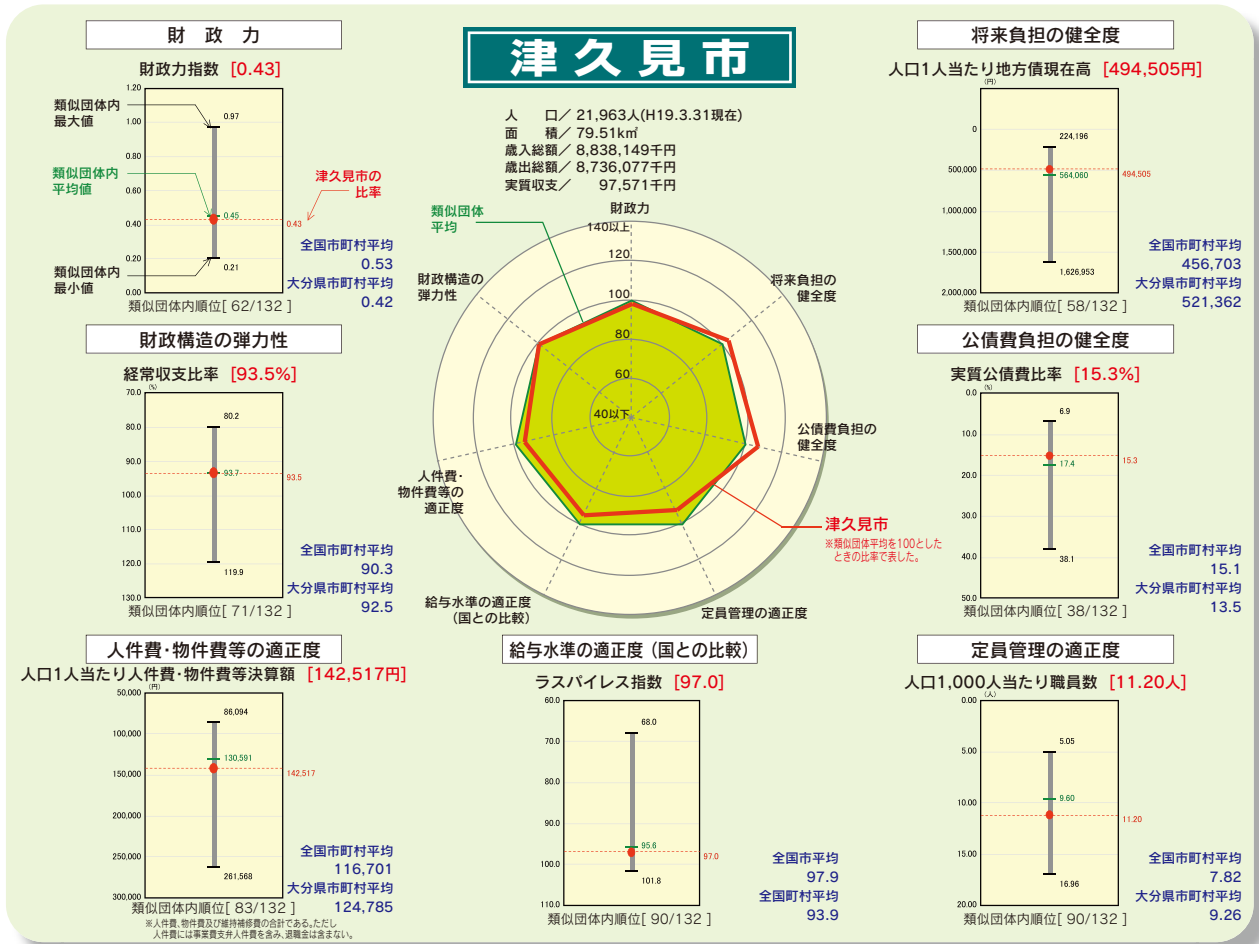 津久見市
人　　口／ 21,963人(H19.3.31現在)
面　　積／ 79.51k㎡
歳入総額／ 8,838,149千円
歳出総額／ 8,736,077千円
実質収支／　　97,571千円
財　政　力
財政力指数 [0.43]
1.20
1.00
0.80
0.60
0.40
0.20
0.00
類似団体内
最大値
類似団体内
平均値
類似団体内
最小値
0.97
0.45
0.21
津久見市の
比率
0.43
全国市町村平均
0.53
大分県市町村平均
0.42
類似団体内順位[ 62/132 ]
財政構造の弾力性
経常収支比率 [93.5%]
(%)
70.0
80.0
90.0
100.0
110.0
120.0
130.0
80.2
93.7
119.9
93.5
全国市町村平均
90.3
大分県市町村平均
92.5
類似団体内順位[ 71/132 ]
人件費・物件費等の適正度
人口1人当たり人件費・物件費等決算額 [142,517円]
(円)
50,000
100,000
150,000
200,000
250,000
300,000
86,094
130,591
261,568
142,517
全国市町村平均
116,701
大分県市町村平均
124,785
類似団体内順位[ 83/132 ]
※人件費、物件費及び維持補修費の合計である。ただし
人件費には事業費支弁人件費を含み、退職金は含まない。
類似団体
平均
財政力
140以上
120
100
80
60
40以下
将来負担の
健全度
公債費負担の
健全度
定員管理の適正度
給与水準の適正度
（国との比較）
人件費・
物件費等の
適正度
財政構造の
弾力性
津久見市
※類似団体平均を100とした
ときの比率で表した。
給与水準の適正度（国との比較）
ラスパイレス指数 [97.0]
60.0
70.0
80.0
90.0
100.0
110.0
68.0
95.6
101.8
97.0
全国市平均
97.9
全国町村平均
93.9
類似団体内順位[ 90/132 ]
将来負担の健全度
人口1人当たり地方債現在高 [494,505円]
(円)
0
500,000
1,000,000
1,500,000
2,000,000
224,196
564,060
1,626,953
494,505
全国市町村平均
456,703
大分県市町村平均
521,362
類似団体内順位[ 58/132 ]
公債費負担の健全度
実質公債費比率 [15.3%]
(%)
0.0
10.0
20.0
30.0
40.0
50.0
6.9
17.4
38.1
15.3
全国市町村平均
15.1
大分県市町村平均
13.5
類似団体内順位[ 38/132 ]
定員管理の適正度
人口1,000人当たり職員数 [11.20人]
(人)
0.00
5.00
10.00
15.00
20.00
5.05
9.60
16.96
11.20
全国市町村平均
7.82
大分県市町村平均
9.26
類似団体内順位[ 90/132 ]